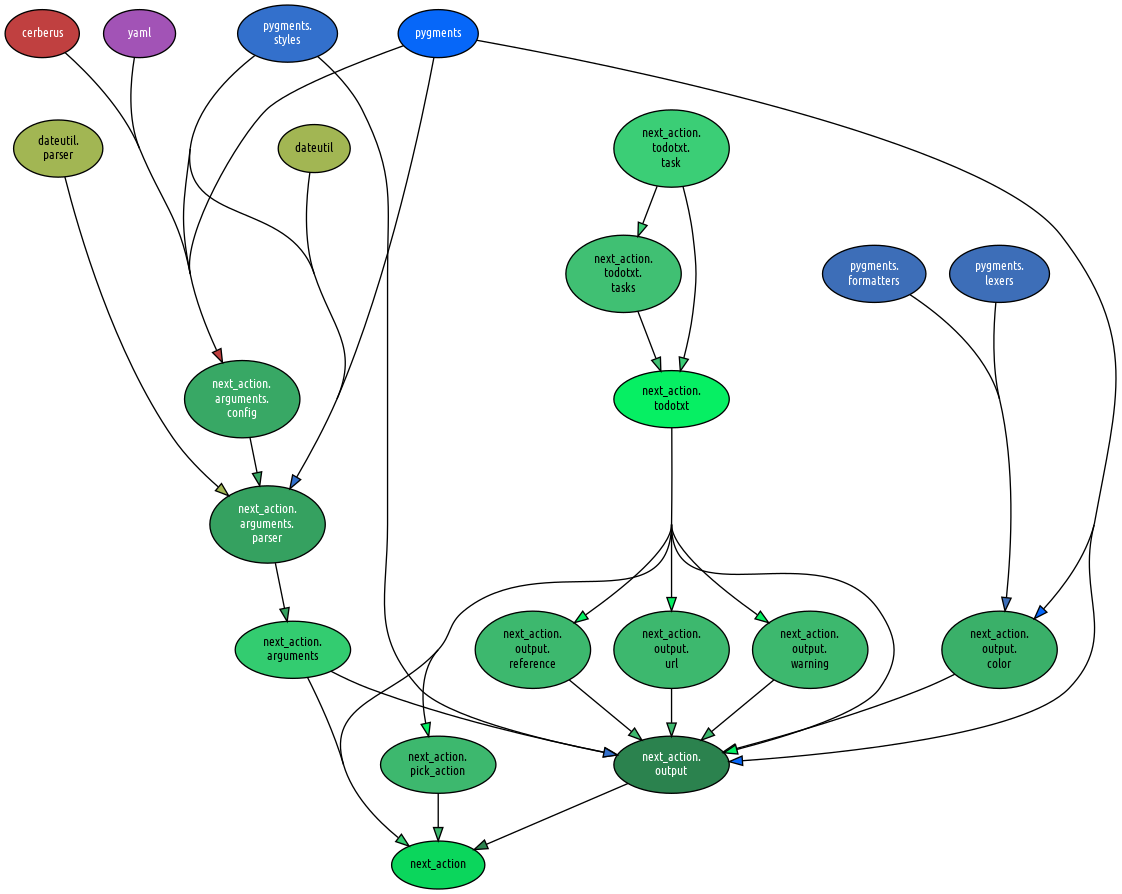 cerberus
yaml
pygments.
styles
pygments
dateutil.
parser
dateutil
next_action.
todotxt.
task
next_action.
todotxt.
tasks
pygments.
formatters
pygments.
lexers
next_action.
arguments.
config
next_action.
todotxt
next_action.
arguments.
parser
next_action.
arguments
next_action.
output.
reference
next_action.
output.
url
next_action.
output.
warning
next_action.
output.
color
next_action.
pick_action
next_action.
output
next_action